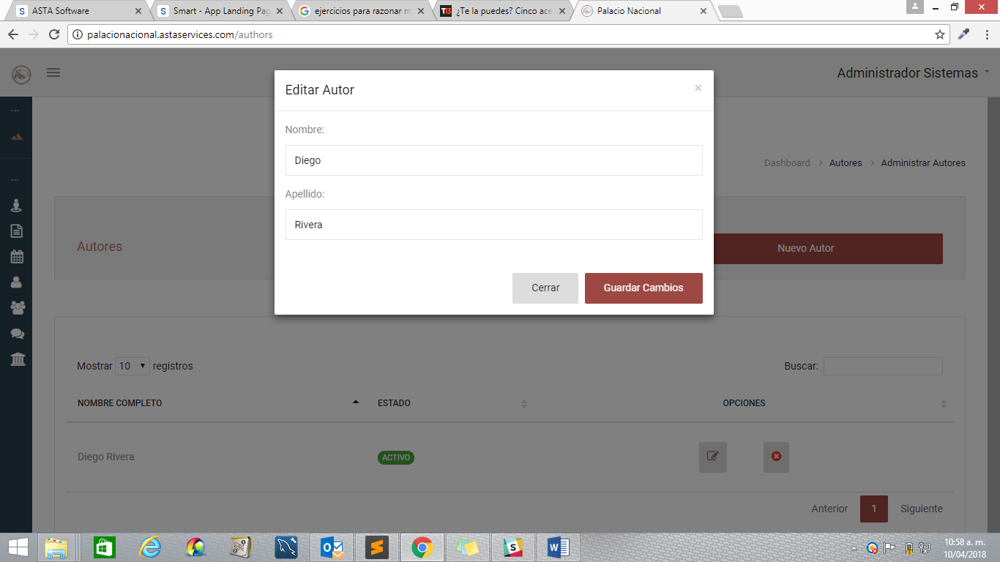 ASTA Software
Smart - App Landing Pag
ejercicios para razonar m
¿Te la puedes? Cinco ace
Palacio Nacional
palacionacional.astaservices.com/authors
Administrador Sistemas
Editar Autor
Nombre:
Diego
Dashboard > Autores > Administrar Autores
Apellido:
Rivera
Autores
Nuevo Autor
Cerrar
Guardar Cambios
Mostrar 10 registros
Buscar:
NOMBRE COMPLETO
ESTADO
OPCIONES
Diego Rivera
ACTIVO
Anterior
1
Siguiente
10:58 a. m.
10/04/2018